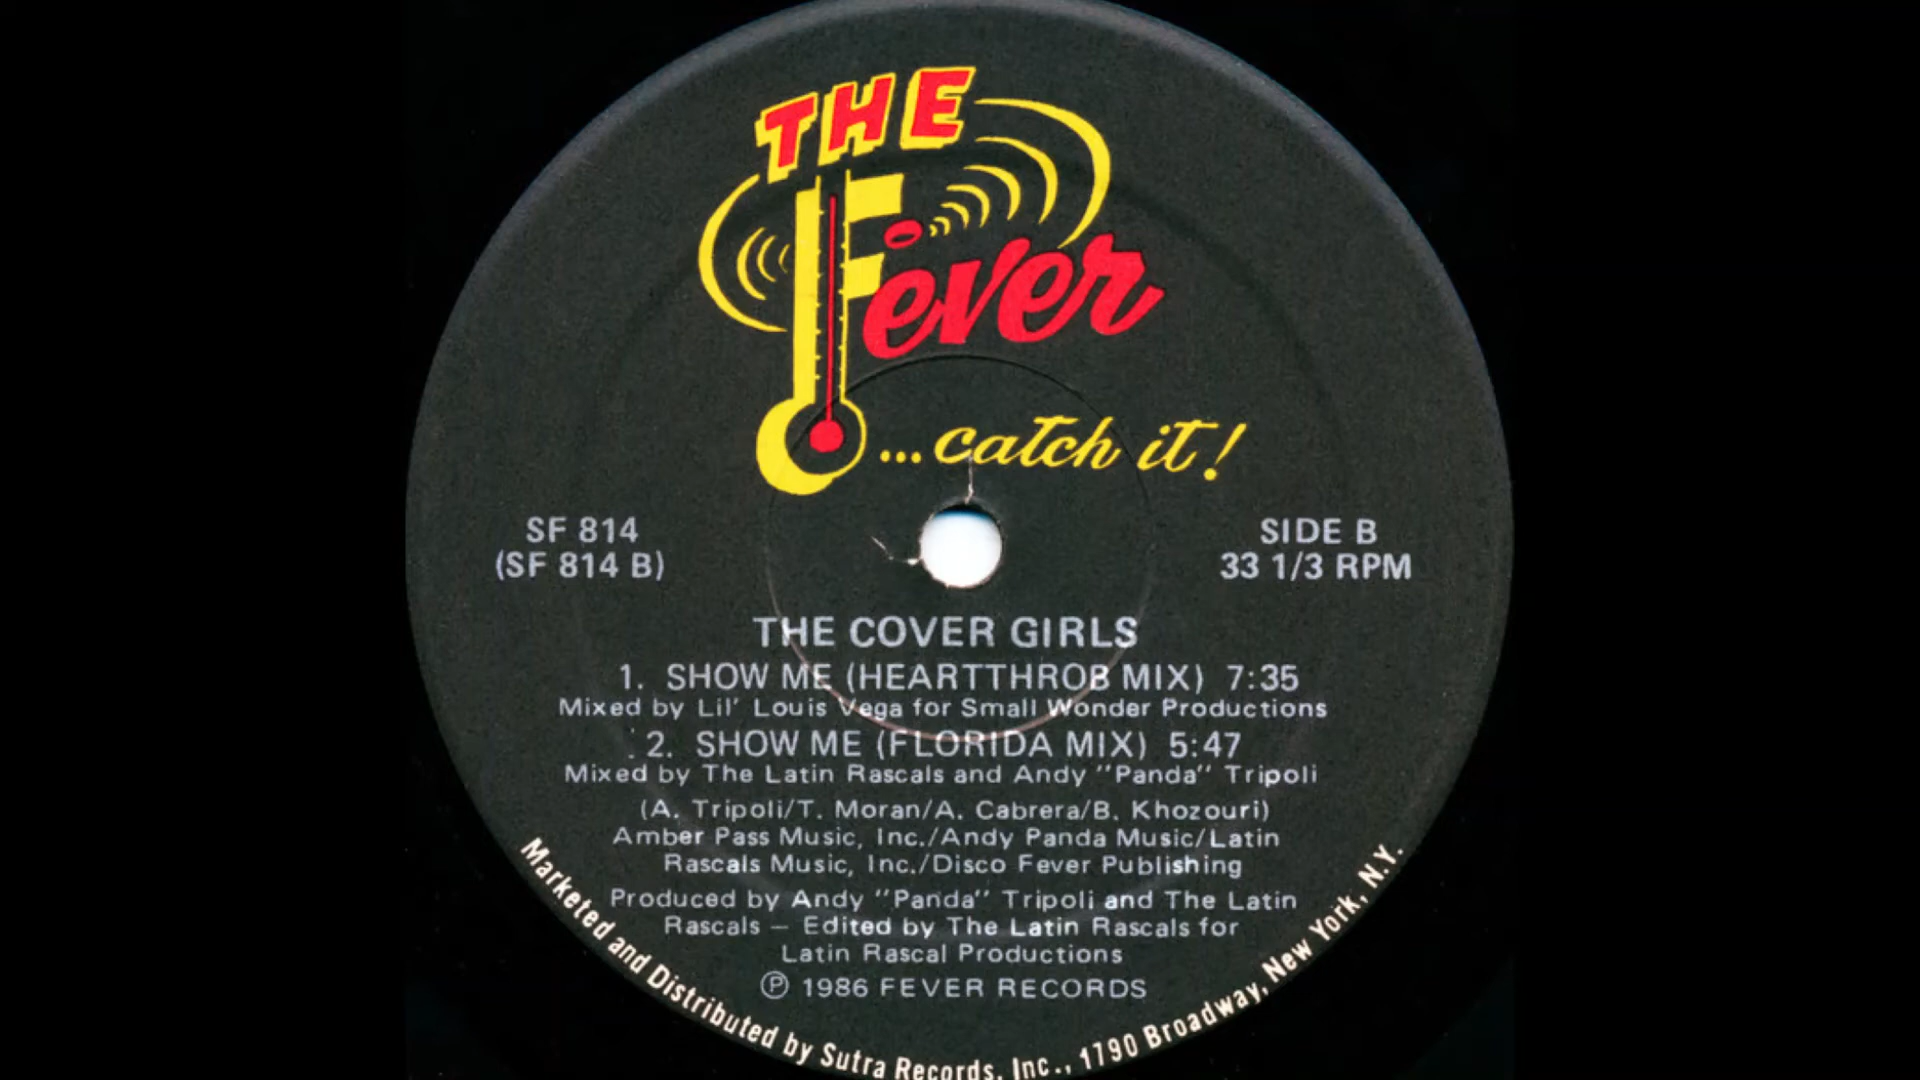 THE
Fever
...catch it!
SF 814
(SF 814 B)
SIDE B
33 1/3 RPM
THE COVER GIRLS
1. SHOW ME (HEARTTHROB MIX) 7:35
Mixed by Lil' Louis Vega for Small Wonder Productions
2. SHOW ME (FLORIDA MIX) 5:47
Mixed by The Latin Rascals and Andy "Panda" Tripoli
(A. Tripoli/T. Moran/A. Cabrera/B. Khozouri)
Amber Pass Music, Inc./Andy Panda Music/Latin
Rascals Music, Inc./Disco Fever Publishing
Produced by Andy "Panda" Tripoli and The Latin
Rascals — Edited by The Latin Rascals for
Latin Rascal Productions
℗ 1986 FEVER RECORDS
Marketed and Distributed by Sutra Records, Inc., 1790 Broadway, New York, N.Y.